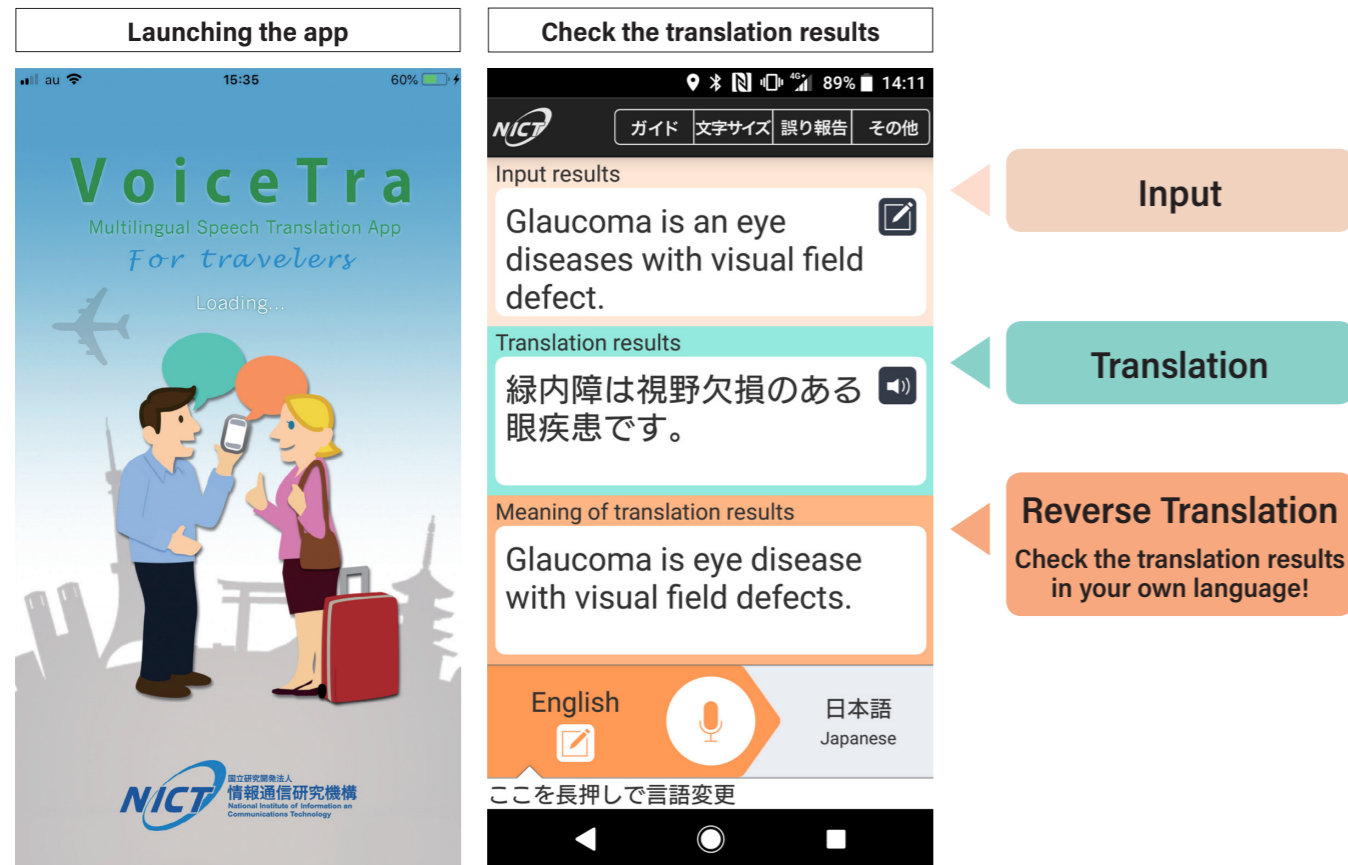 Launching the app
au 15:35 60%
VoiceTra
Multilingual Speech Translation App
For travelers
Loading...
NICT
国立研究開発法人
情報通信研究機構
National Institute of Information an
Communications Technology
Check the translation results
4G+ 89% 14:11
NICT ガイド 文字サイズ 誤り報告 その他
Input results
Glaucoma is an eye
diseases with visual field
defect.
Translation results
緑内障は視野欠損のある
眼疾患です。
Meaning of translation results
Glaucoma is eye disease
with visual field defects.
English
日本語
Japanese
ここを長押しで言語変更
Input
Translation
Reverse Translation
Check the translation results
in your own language!